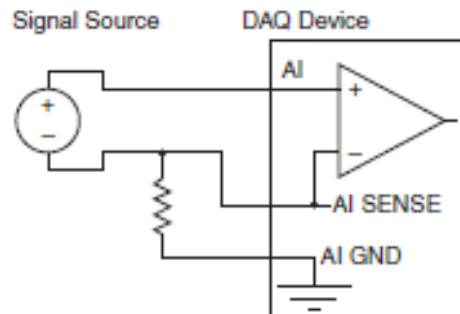 Signal Source
DAQ Device
AI
+
+
−
−
AI SENSE
AI GND